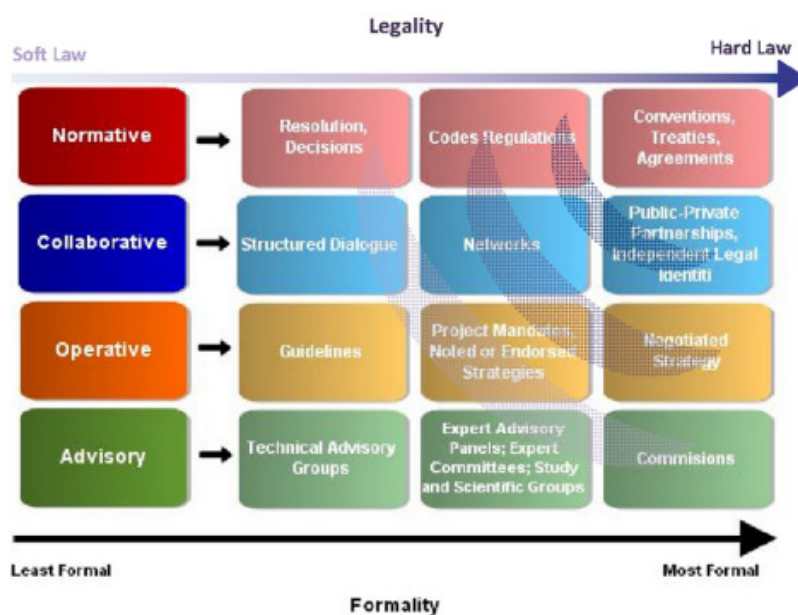 Legality
Soft Law
Hard Law
Normative
Resolution,
Decisions
Codes Regulations
Conventions,
Treaties,
Agreements
Collaborative
Structured Dialogue
Networks
Public-Private
Partnerships,
Independent Legal
Identiti
Operative
Guidelines
Project Mandates,
Noted or Endorsed
Strategies
Negotiated
Strategy
Advisory
Technical Advisory
Groups
Expert Advisory
Panels; Expert
Committees; Study
and Scientific Groups
Commisions
Least Formal
Most Formal
Formality